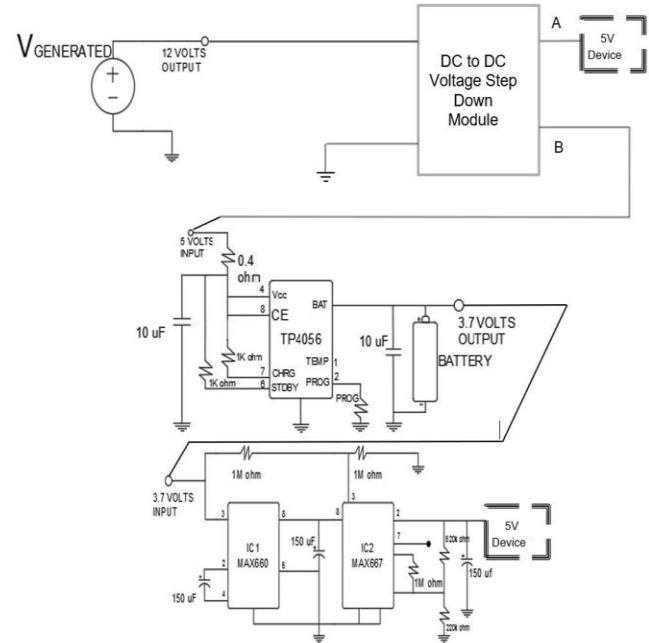 V GENERATED
+
−
12 VOLTS
OUTPUT
DC to DC
Voltage Step
Down
Module
A
B
5V
Device
5 VOLTS
INPUT
0.4
ohm
10 uF
1K ohm
1K ohm
4 Vcc
8 CE
TP4056
7 CHRG
6 STDBY
BAT
TEMP 1
PROG 2
PROG
10 uF
+
BATTERY
-
3.7 VOLTS
OUTPUT
3.7 VOLTS
INPUT
1M ohm
1M ohm
3
8
IC1
MAX660
2
4
6
150 uF
150 uF
3
8
IC2
MAX667
2
7
1M ohm
620k ohm
220k ohm
150 uf
5V
Device